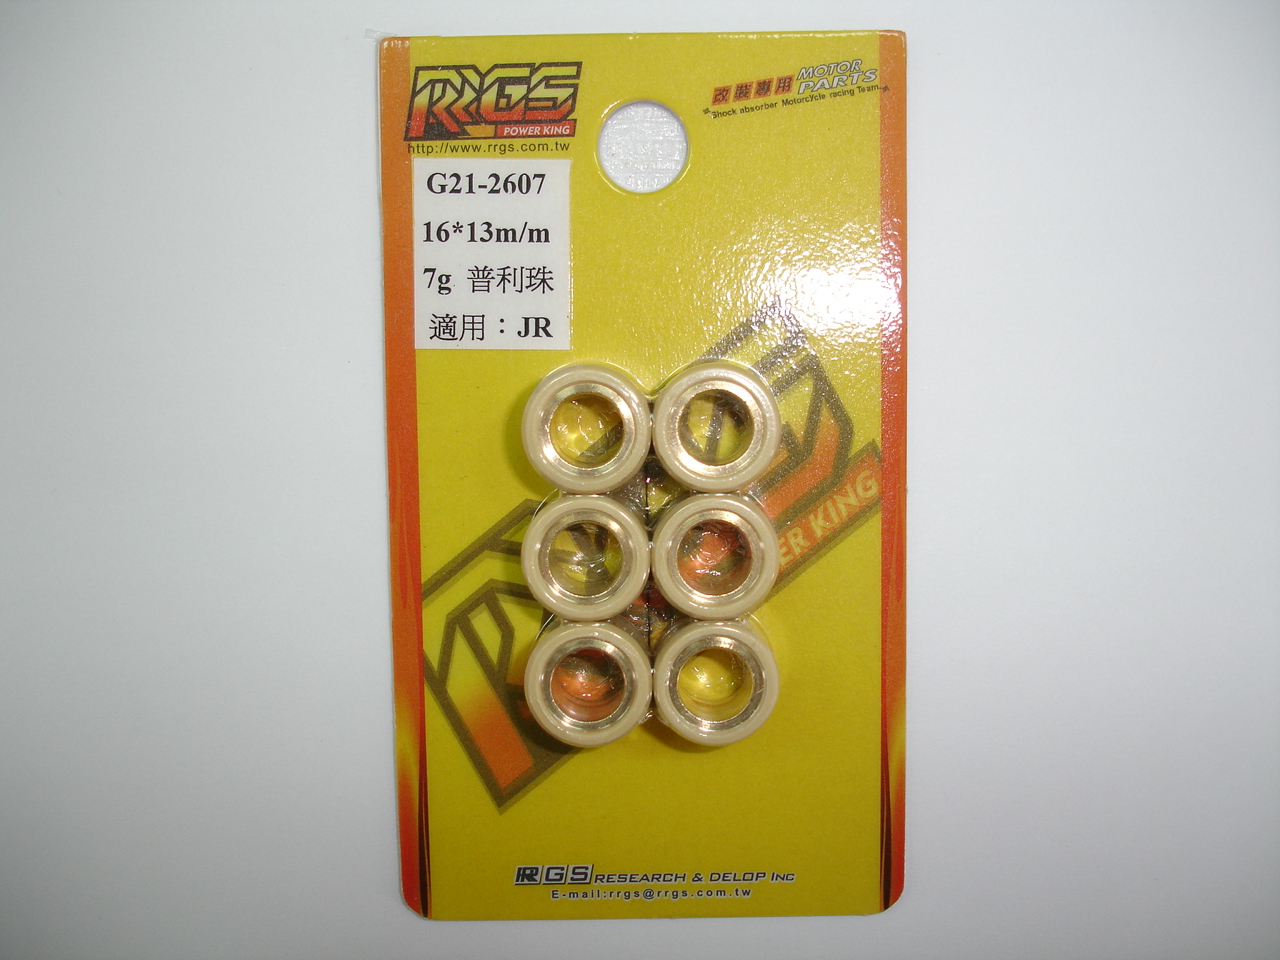 RRGS
POWER KING
http://www.rrgs.com.tw
改裝專用 MOTOR PARTS
Shock absorber MotorCycle racing Team
G21-2607
16*13m/m
7g 普利珠
適用：JR
ER KING
RRGS RESEARCH & DELOP INC
E-mail:rrgs@rrgs.com.tw